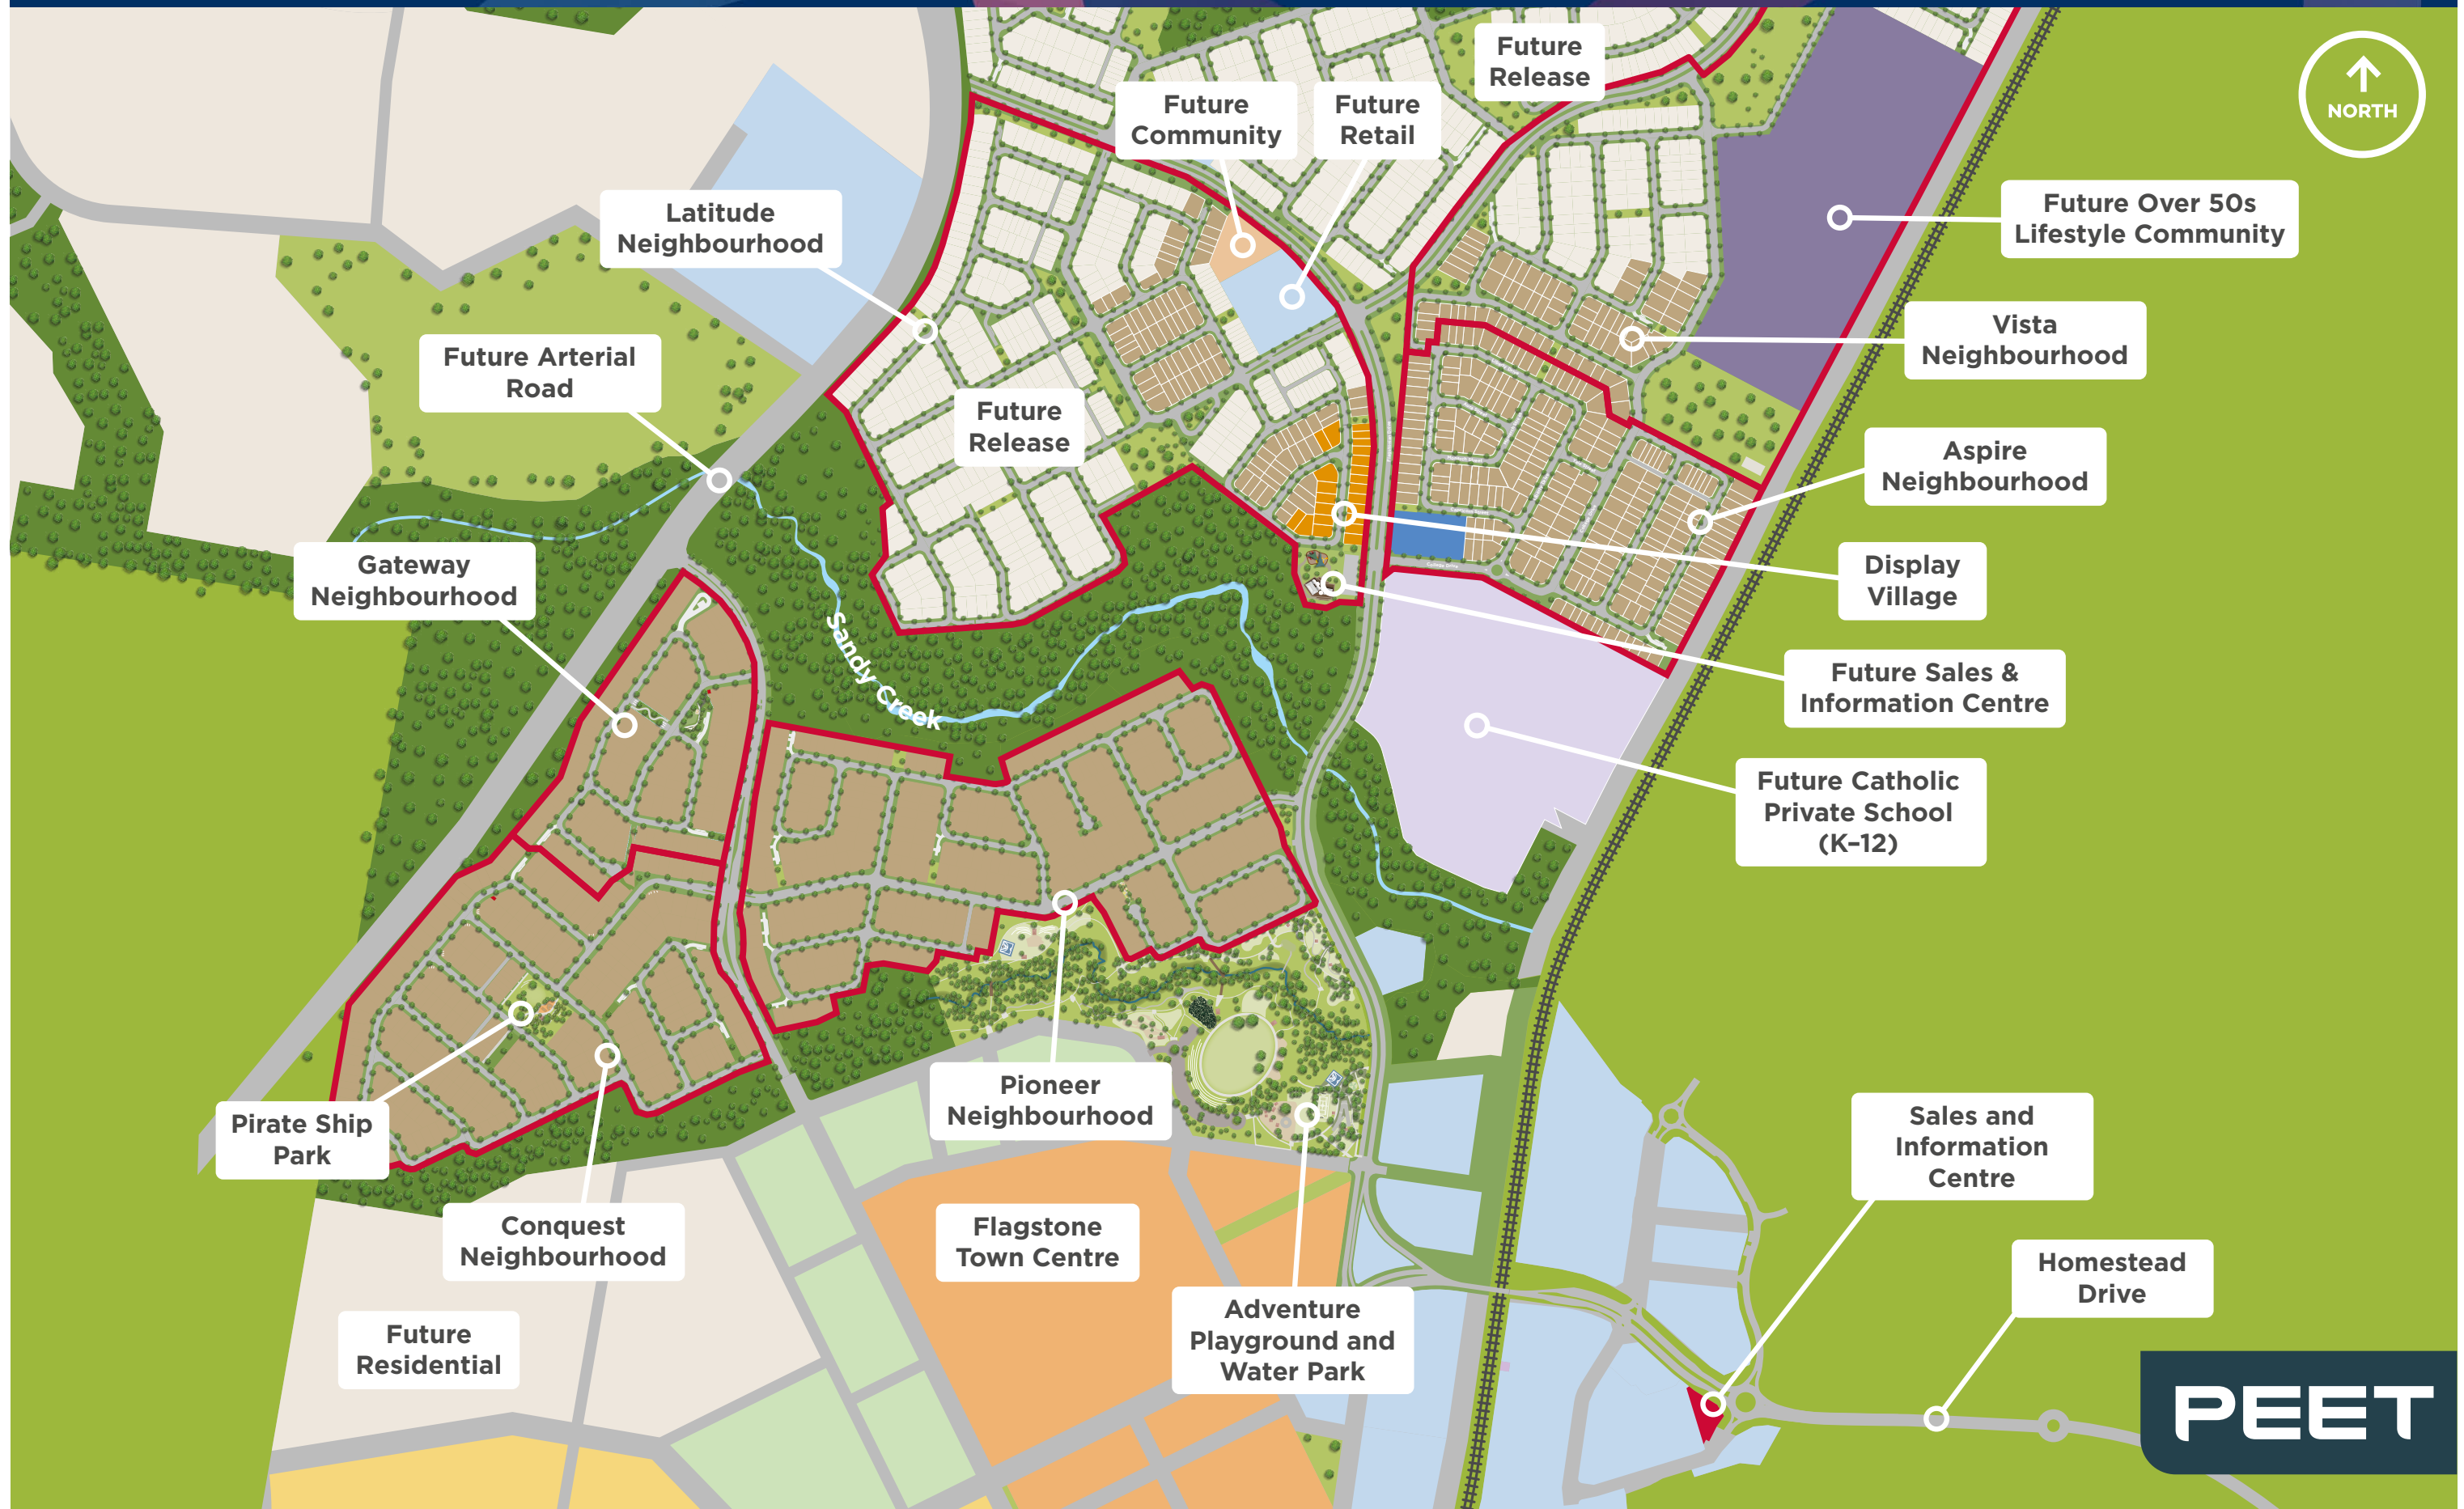 Future
Release
NORTH
Future
Community
Future
Retail
Latitude
Neighbourhood
Future Over 50s
Lifestyle Community
Vista
Neighbourhood
Future Arterial
Road
Future
Release
Aspire
Neighbourhood
Gateway
Neighbourhood
Display
Village
Sandy Creek
Future Sales &
Information Centre
Future Catholic
Private School
(K–12)
Pioneer
Neighbourhood
Pirate Ship
Park
Sales and
Information
Centre
Conquest
Neighbourhood
Flagstone
Town Centre
Homestead
Drive
Adventure
Playground and
Water Park
Future
Residential
PEET